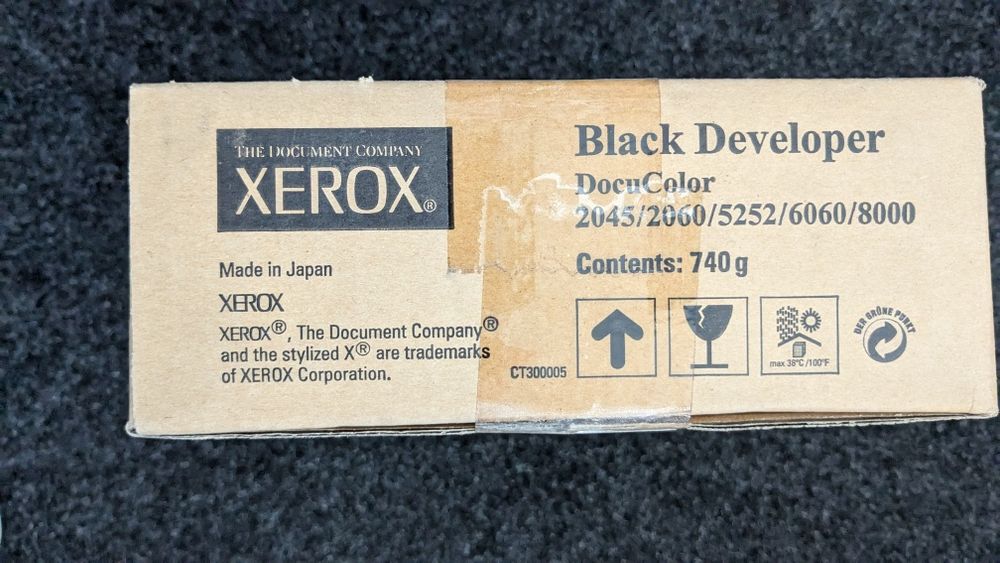 THE DOCUMENT COMPANY
XEROX®
Made in Japan
XEROX
XEROX®, The Document Company®
and the stylized X® are trademarks
of XEROX Corporation.
Black Developer
DocuColor
2045/2060/5252/6060/8000
Contents: 740 g
CT300005
max 38°C /100°F
DER GRÜNE PUNKT